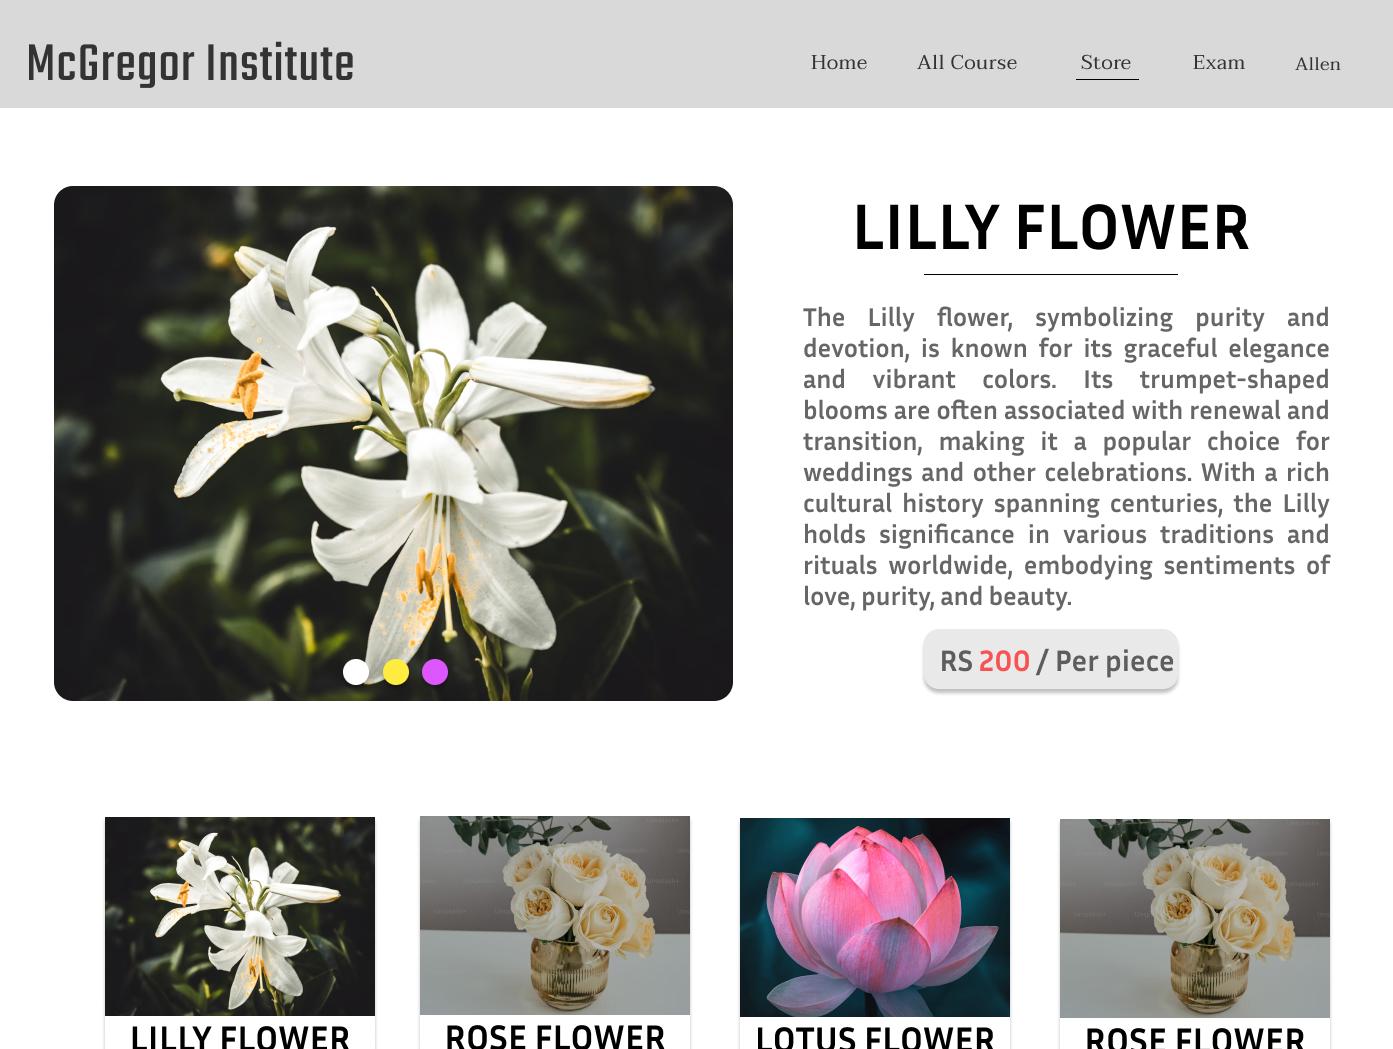 McGregor Institute
Home All Course Store Exam Allen
LILLY FLOWER
The Lilly flower, symbolizing purity and
devotion, is known for its graceful elegance
and vibrant colors. Its trumpet-shaped
blooms are often associated with renewal and
transition, making it a popular choice for
weddings and other celebrations. With a rich
cultural history spanning centuries, the Lilly
holds significance in various traditions and
rituals worldwide, embodying sentiments of
love, purity, and beauty.
RS 200 / Per piece
LILLY FLOWER
ROSE FLOWER
LOTUS FLOWER
ROSE FLOWER